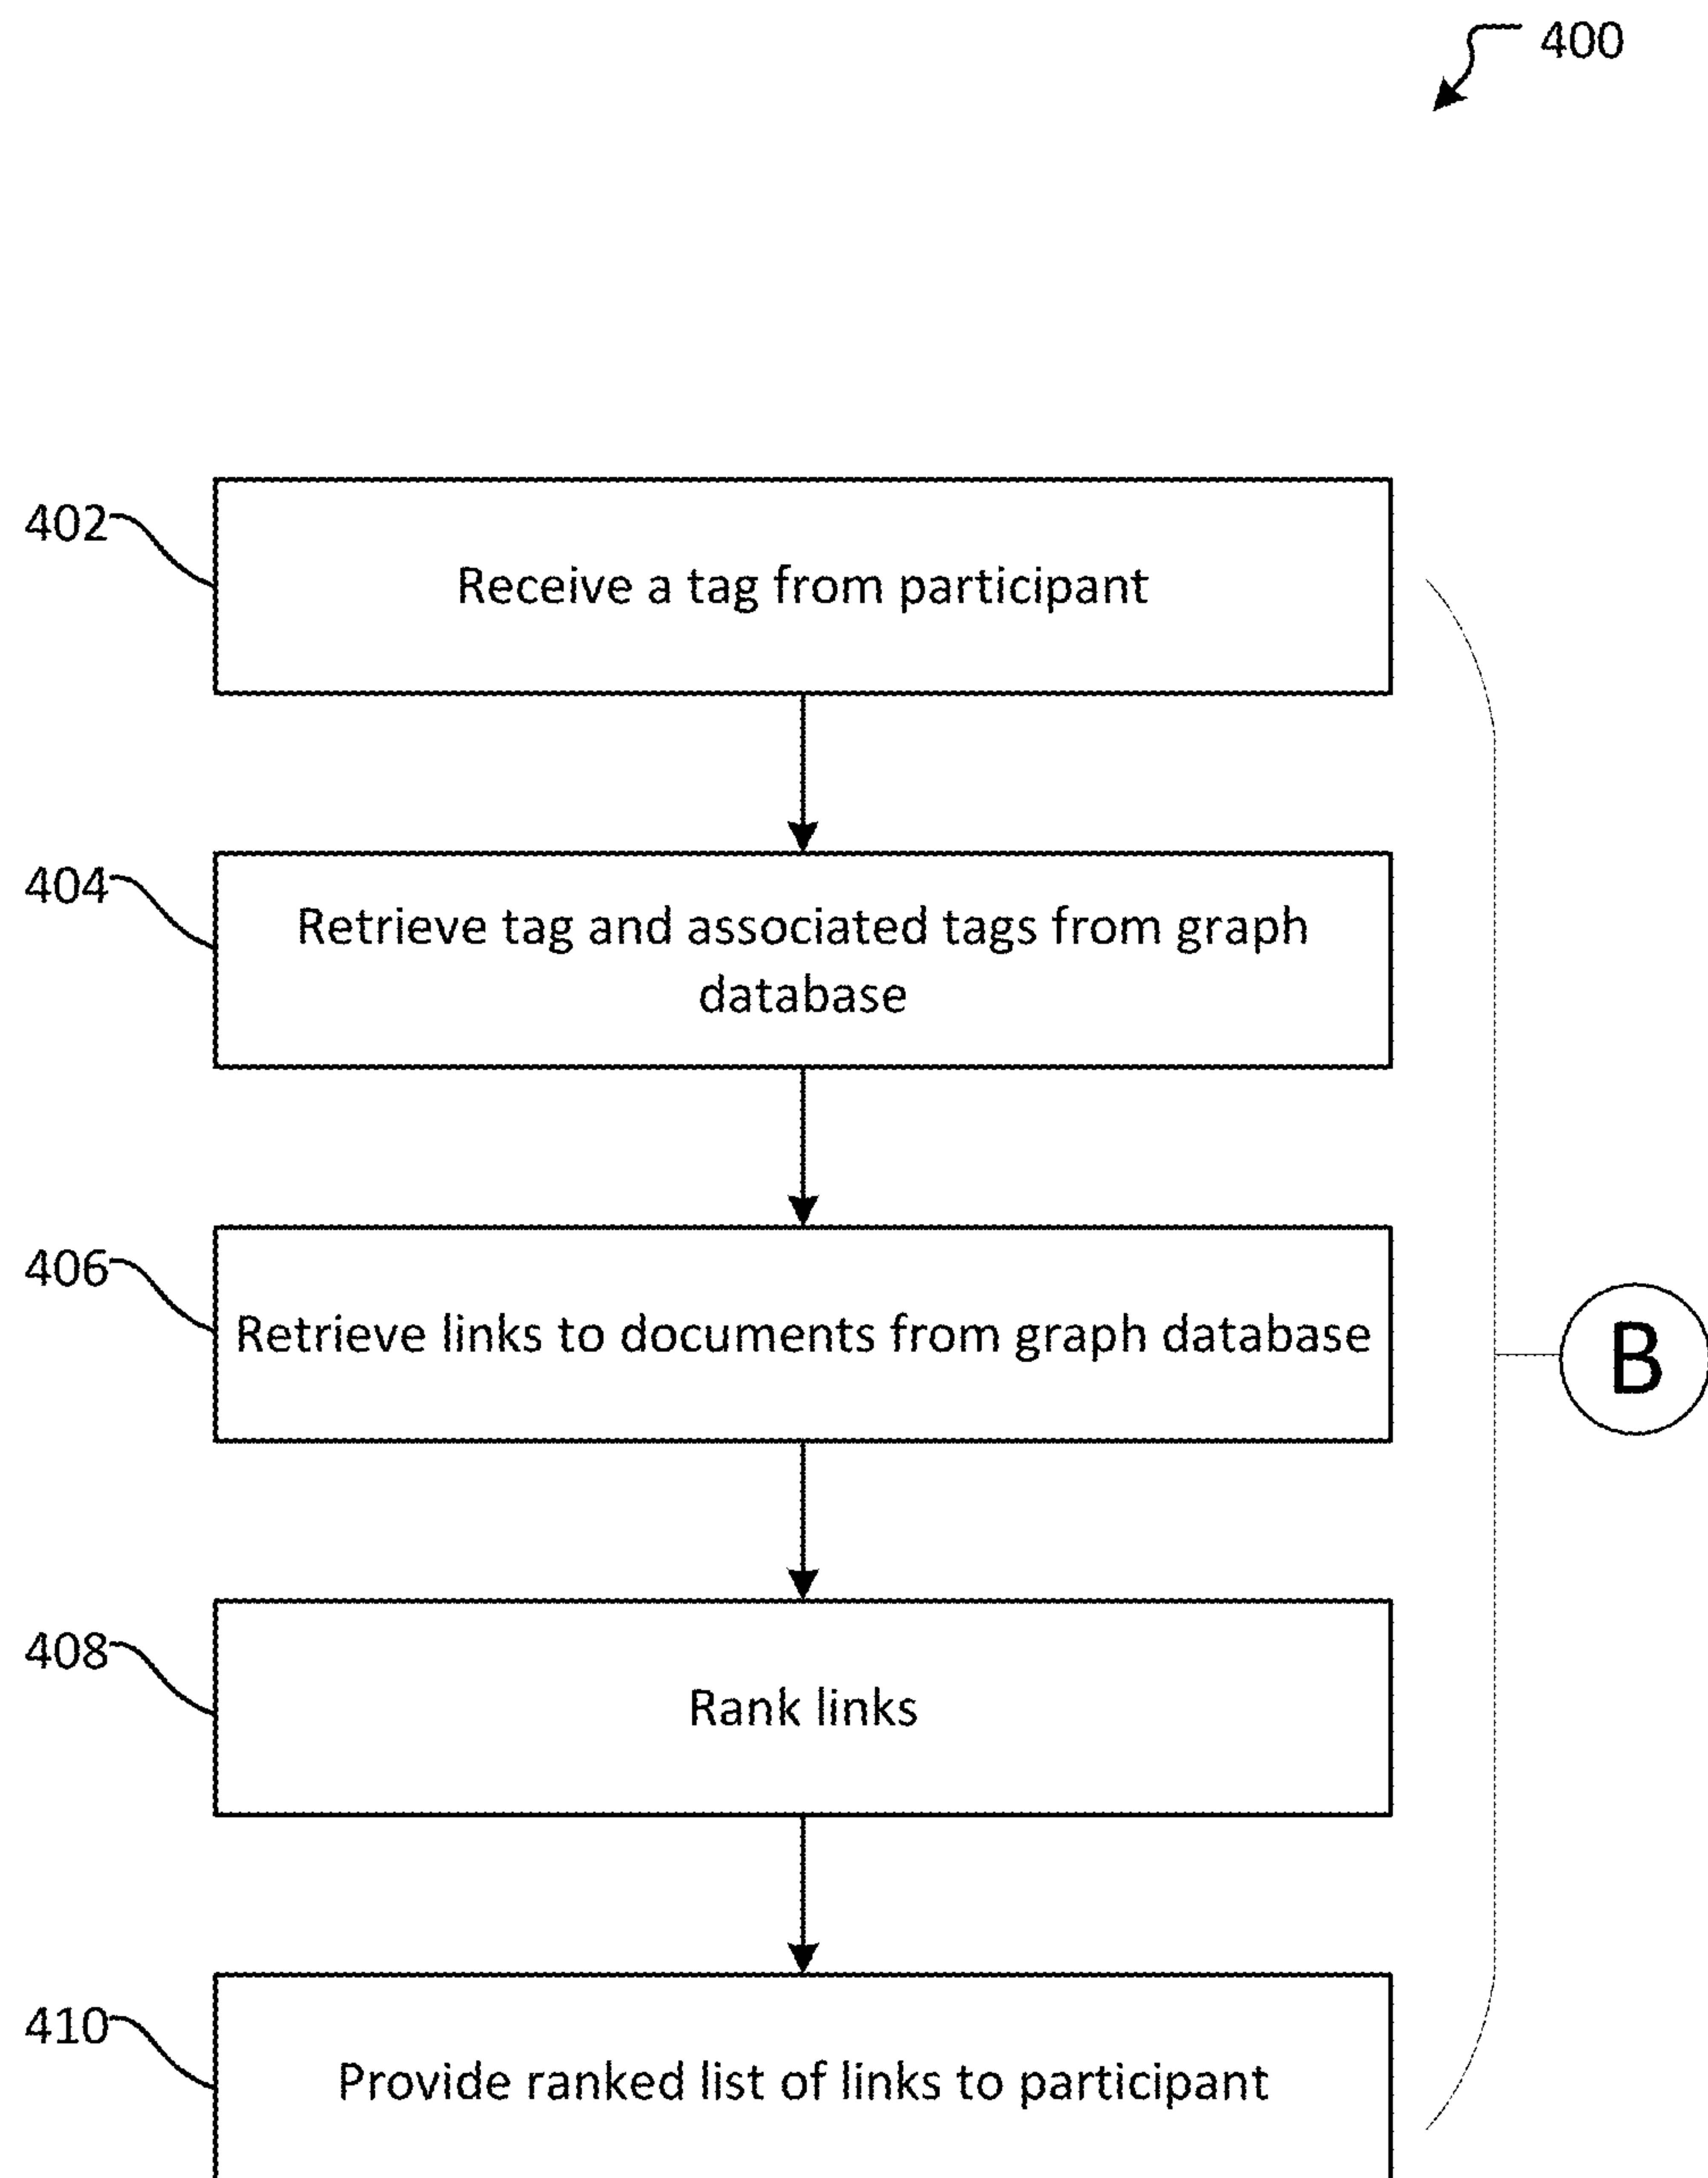 400
402
Receive a tag from participant
404
Retrieve tag and associated tags from graph
database
406
Retrieve links to documents from graph database
B
408
Rank links
410
Provide ranked list of links to participant